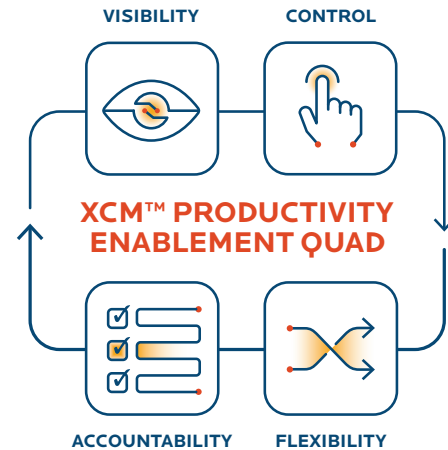 VISIBILITY
CONTROL
XCM™ PRODUCTIVITY
ENABLEMENT QUAD
ACCOUNTABILITY
FLEXIBILITY